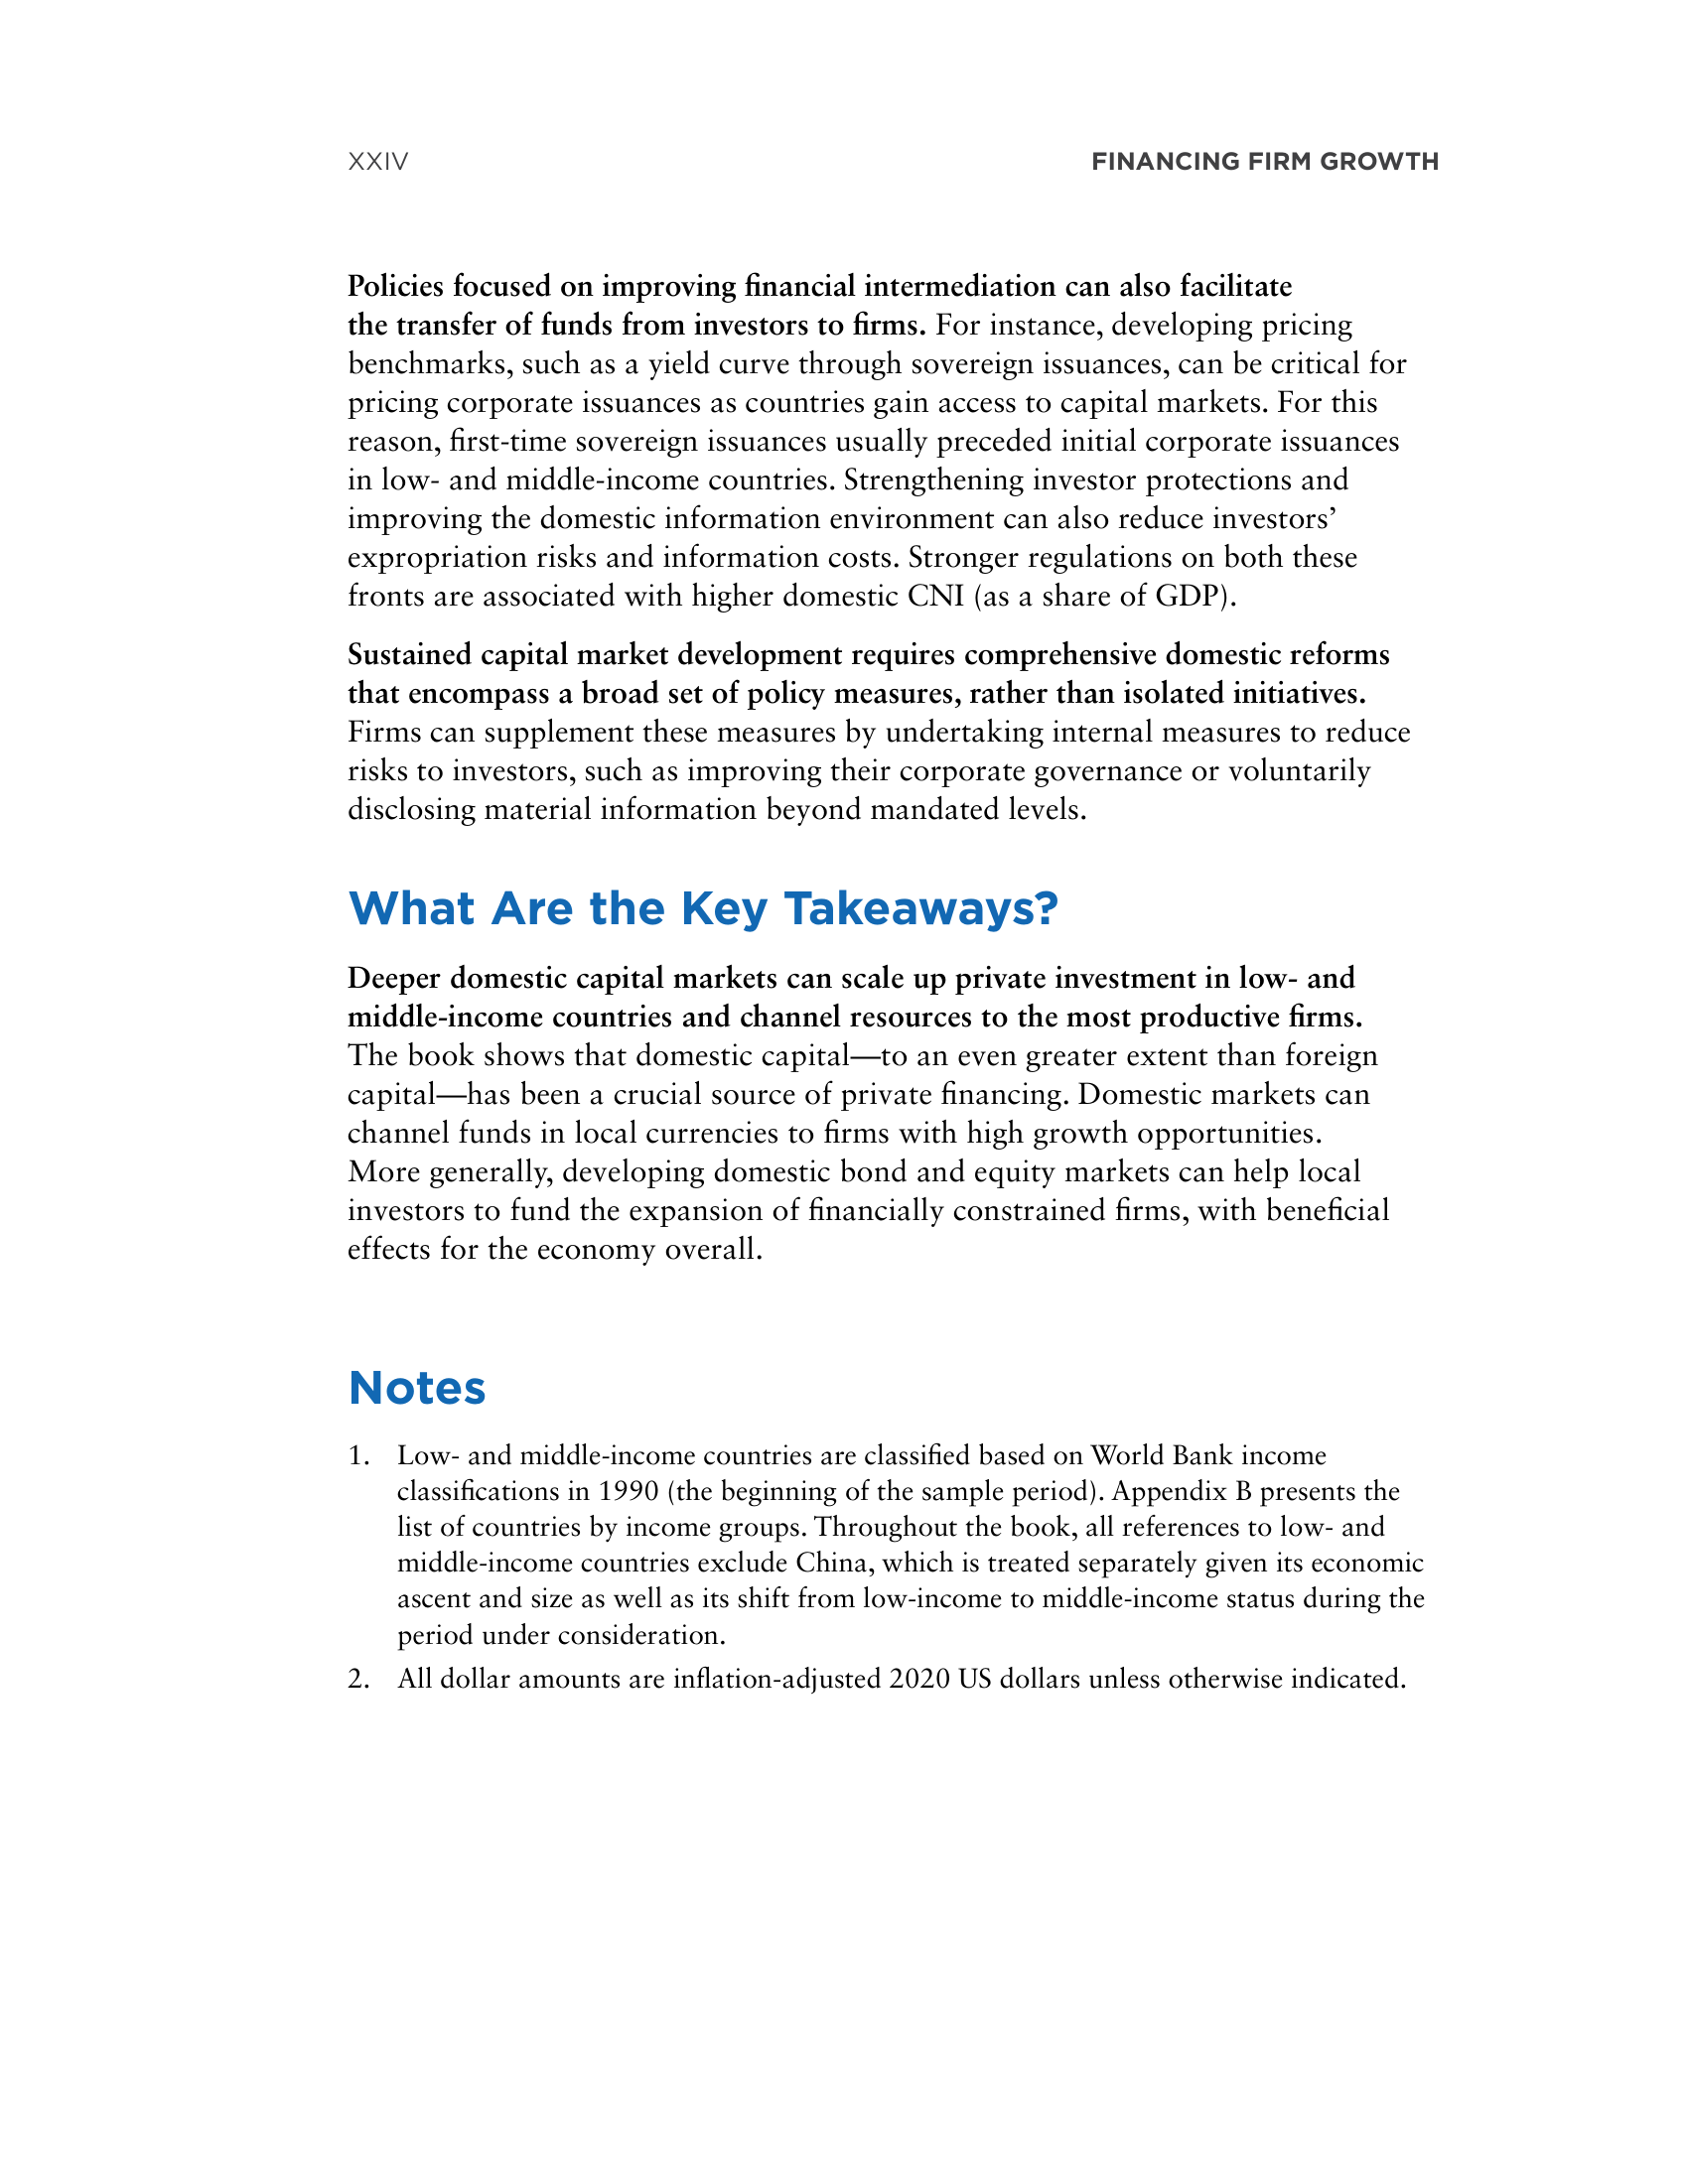 XXIV
FINANCING FIRM GROWTH
Policies focused on improving financial intermediation can also facilitate
the transfer of funds from investors to firms. For instance, developing pricing
benchmarks, such as a yield curve through sovereign issuances, can be critical for
pricing corporate issuances as countries gain access to capital markets. For this
reason, first-time sovereign issuances usually preceded initial corporate issuances
in low- and middle-income countries. Strengthening investor protections and
improving the domestic information environment can also reduce investors’
expropriation risks and information costs. Stronger regulations on both these
fronts are associated with higher domestic CNI (as a share of GDP).
Sustained capital market development requires comprehensive domestic reforms
that encompass a broad set of policy measures, rather than isolated initiatives.
Firms can supplement these measures by undertaking internal measures to reduce
risks to investors, such as improving their corporate governance or voluntarily
disclosing material information beyond mandated levels.
What Are the Key Takeaways?
Deeper domestic capital markets can scale up private investment in low- and
middle-income countries and channel resources to the most productive firms.
The book shows that domestic capital—to an even greater extent than foreign
capital—has been a crucial source of private financing. Domestic markets can
channel funds in local currencies to firms with high growth opportunities.
More generally, developing domestic bond and equity markets can help local
investors to fund the expansion of financially constrained firms, with beneficial
effects for the economy overall.
Notes
1. Low- and middle-income countries are classified based on World Bank income
classifications in 1990 (the beginning of the sample period). Appendix B presents the
list of countries by income groups. Throughout the book, all references to low- and
middle-income countries exclude China, which is treated separately given its economic
ascent and size as well as its shift from low-income to middle-income status during the
period under consideration.
2. All dollar amounts are inflation-adjusted 2020 US dollars unless otherwise indicated.